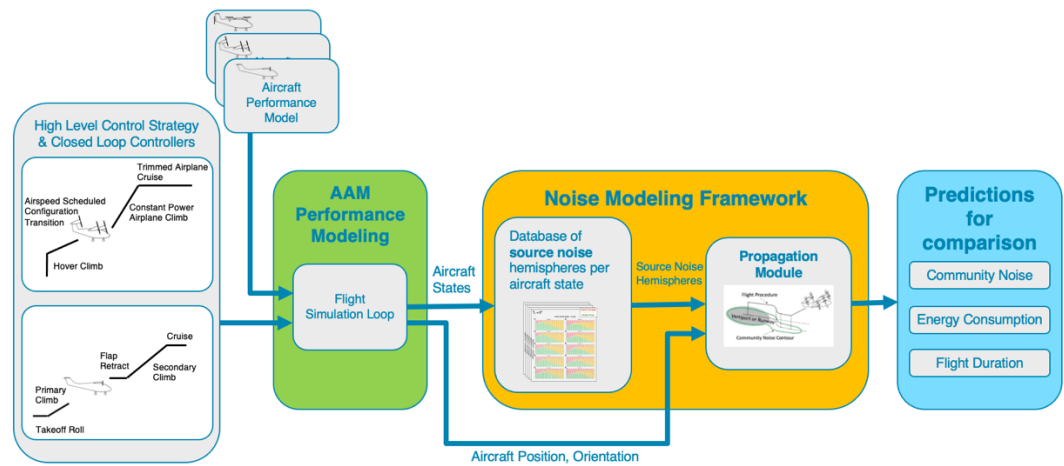 Aircraft
Performance
Model
High Level Control Strategy
& Closed Loop Controllers
Trimmed Airplane
Cruise
Airspeed Scheduled
Configuration
Transition
Constant Power
Airplane Climb
Hover Climb
Cruise
Flap
Retract
Secondary
Climb
Primary
Climb
Takeoff Roll
AAM
Performance
Modeling
Flight
Simulation Loop
Aircraft
States
Noise Modeling Framework
Database of
source noise
hemispheres per
aircraft state
Source Noise
Hemispheres
Propagation
Module
Flight Procedure
Vertiport or Runway
Community Noise Contour
Aircraft Position, Orientation
Predictions
for
comparison
Community Noise
Energy Consumption
Flight Duration